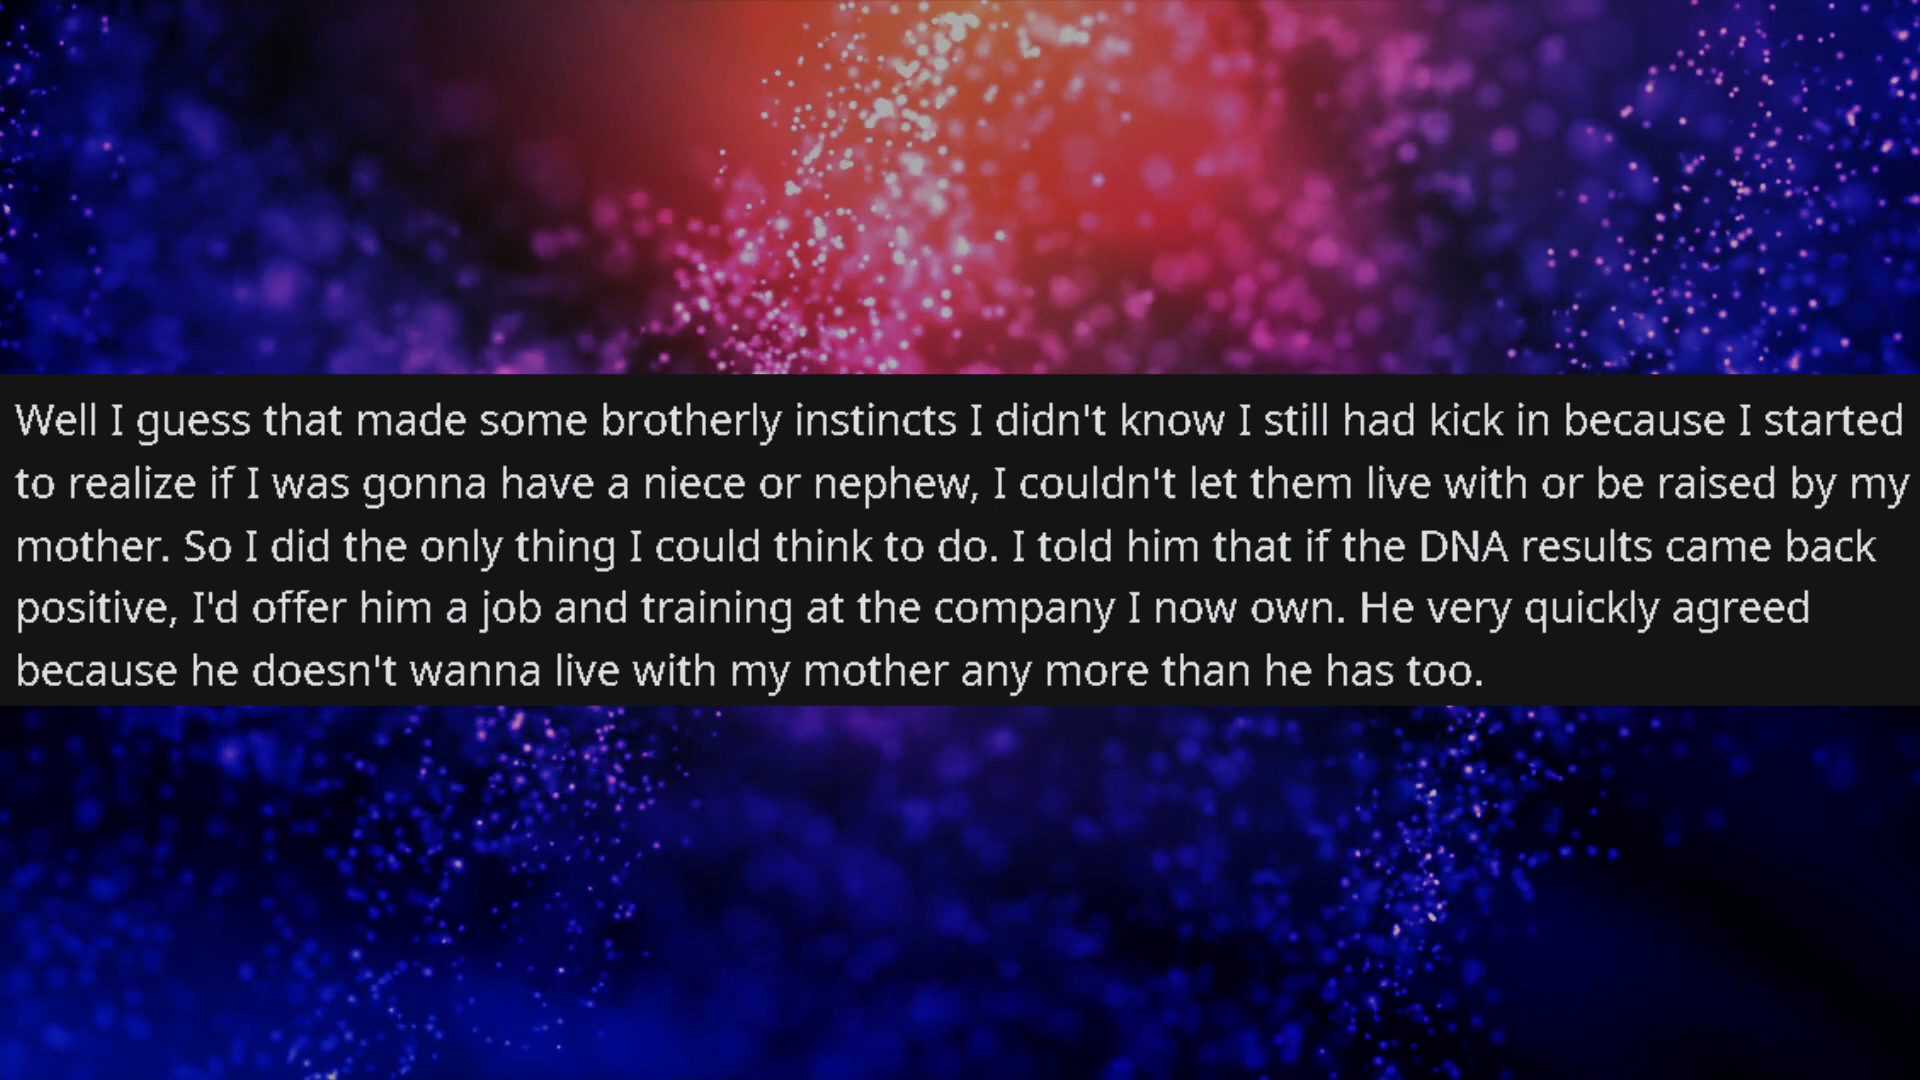 Well I guess that made some brotherly instincts I didn't know I still had kick in because I started
to realize if I was gonna have a niece or nephew, I couldn't let them live with or be raised by my
mother. So I did the only thing I could think to do. I told him that if the DNA results came back
positive, I'd offer him a job and training at the company I now own. He very quickly agreed
because he doesn't wanna live with my mother any more than he has too.